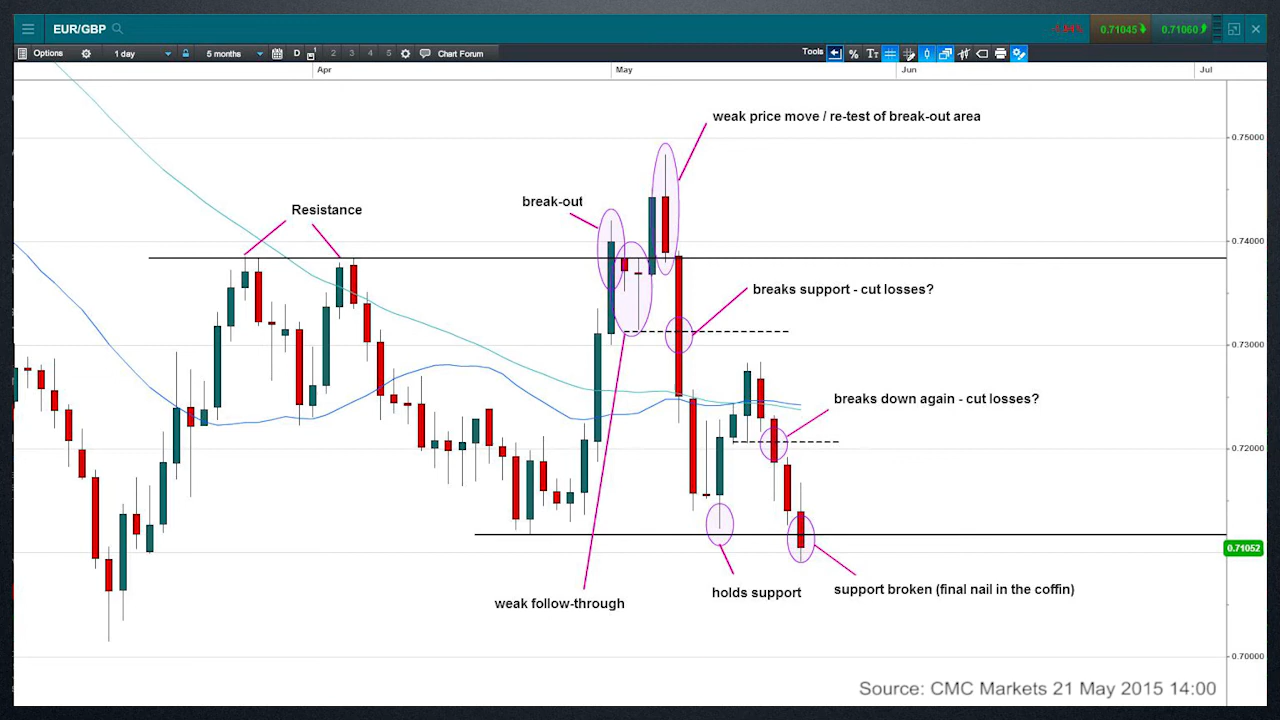 EUR/GBP
0.71045 0.71060
Options 1 day 5 months D 2 3 4 5 Chart Forum Tools % TT
Apr May Jun Jul
weak price move / re-test of break-out area
0.75000
break-out
Resistance
0.74000
breaks support - cut losses?
0.73000
breaks down again - cut losses?
0.72000
0.71052
holds support
support broken (final nail in the coffin)
weak follow-through
0.70000
Source: CMC Markets 21 May 2015 14:00